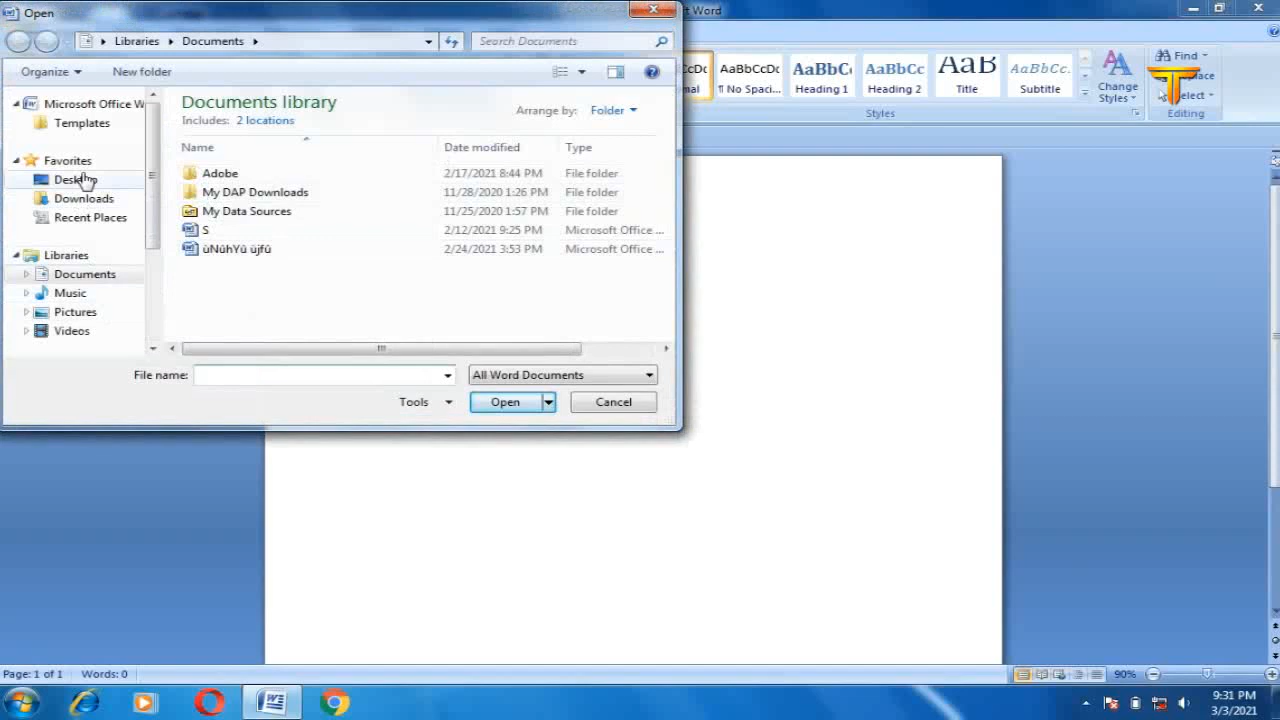 Open
t Word
Libraries Documents
Search Documents
Organize New folder
Microsoft Office W
Templates
Favorites
Downloads
Recent Places
Libraries
Documents
Music
Pictures
Videos
Documents library
Includes: 2 locations
Arrange by: Folder
Name Date modified Type
Adobe 2/17/2021 8:44 PM File folder
My DAP Downloads 11/28/2020 1:26 PM File folder
My Data Sources 11/25/2020 1:57 PM File folder
S 2/12/2021 9:25 PM Microsoft Office ...
ùNúhYû üjfû 2/24/2021 3:53 PM Microsoft Office ...
File name: All Word Documents
Tools Open Cancel
AaBbCcDc AaBbC AaBbCc AaB AaBbCc.
¶ No Spaci... Heading 1 Heading 2 Title Subtitle
Change
Styles
Styles
Find
Editing
Page: 1 of 1 Words: 0
90%
9:31 PM
3/3/2021